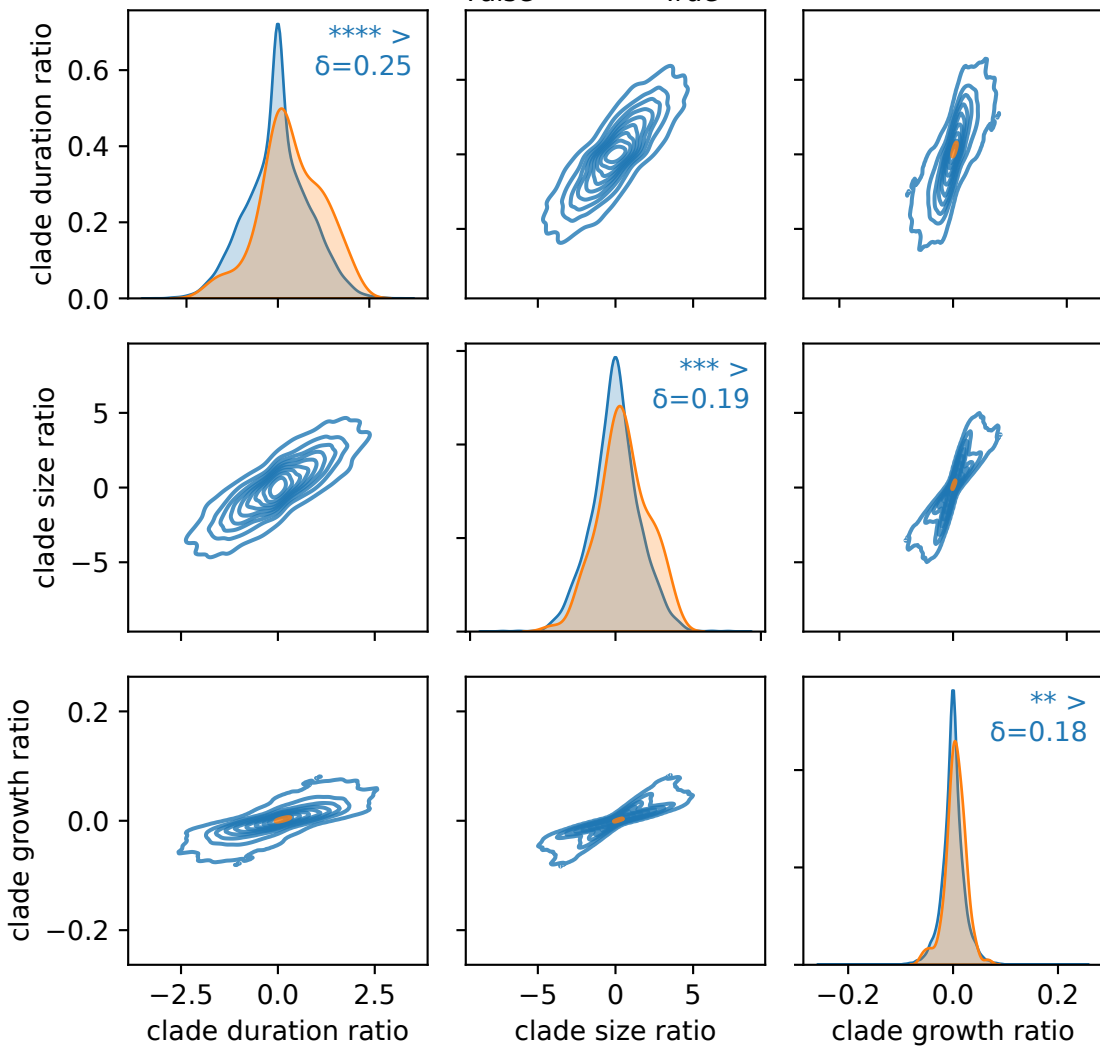 clade duration ratio
0.6
0.4
0.2
0.0
**** >
δ=0.25
clade size ratio
5
0
−5
*** >
δ=0.19
clade growth ratio
0.2
0.0
−0.2
** >
δ=0.18
−2.5 0.0 2.5
−5 0 5
−0.2 0.0 0.2
clade duration ratio
clade size ratio
clade growth ratio